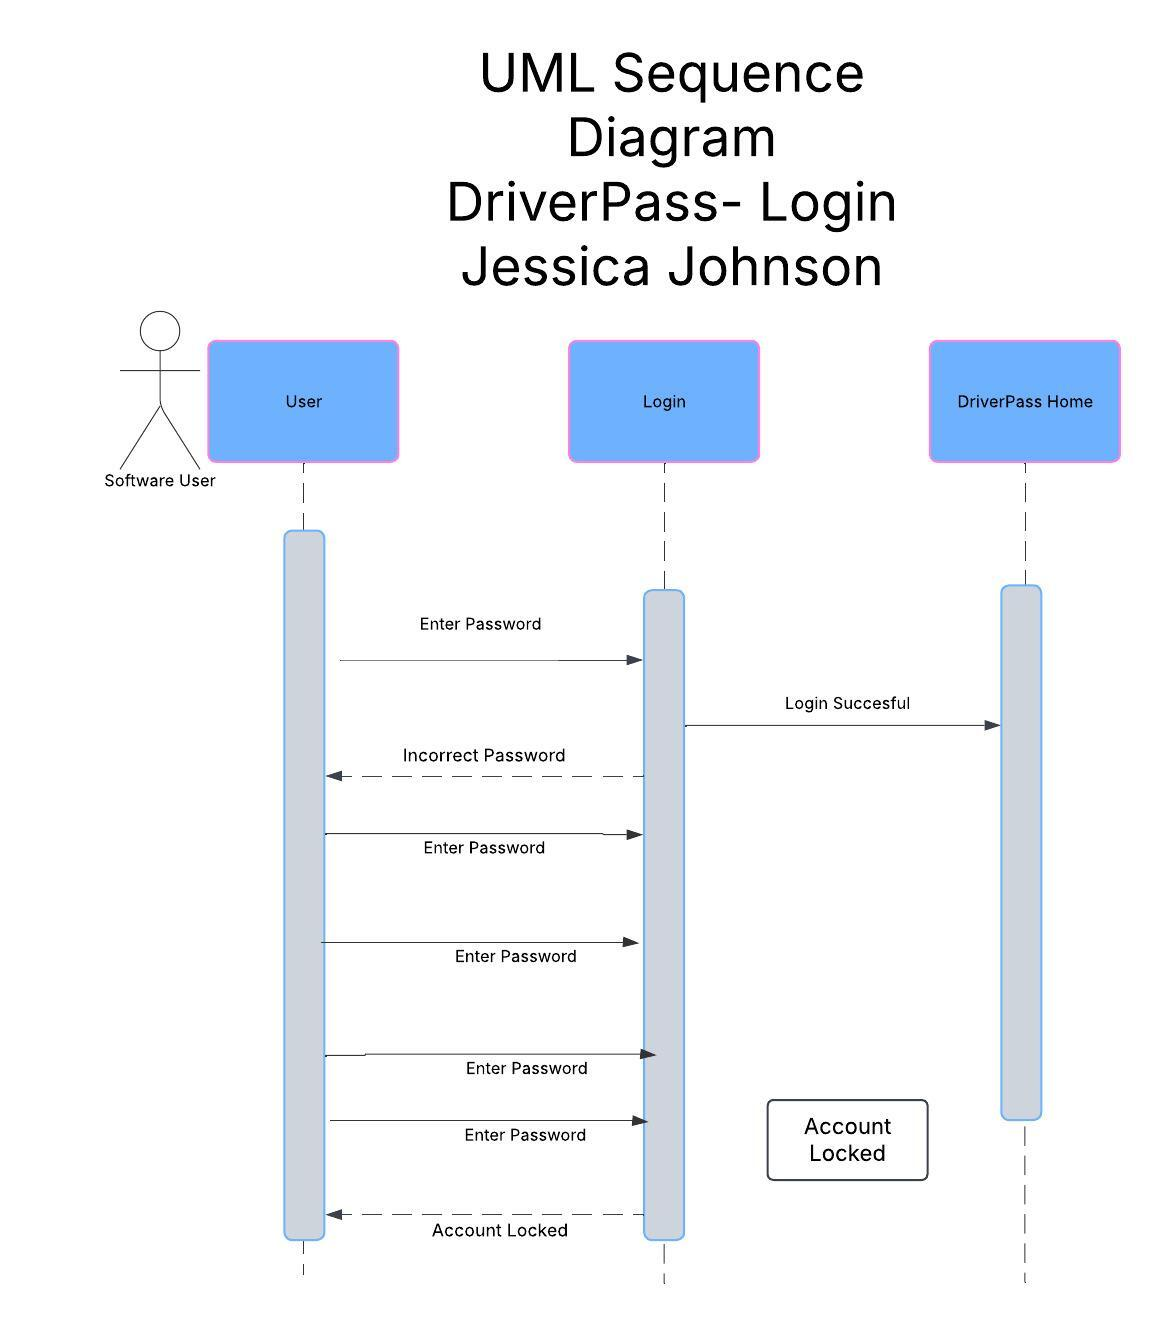 UML Sequence
Diagram
DriverPass- Login
Jessica Johnson
User
Login
DriverPass Home
Software User
Enter Password
Login Succesful
Incorrect Password
Enter Password
Enter Password
Enter Password
Enter Password
Account
Locked
Account Locked